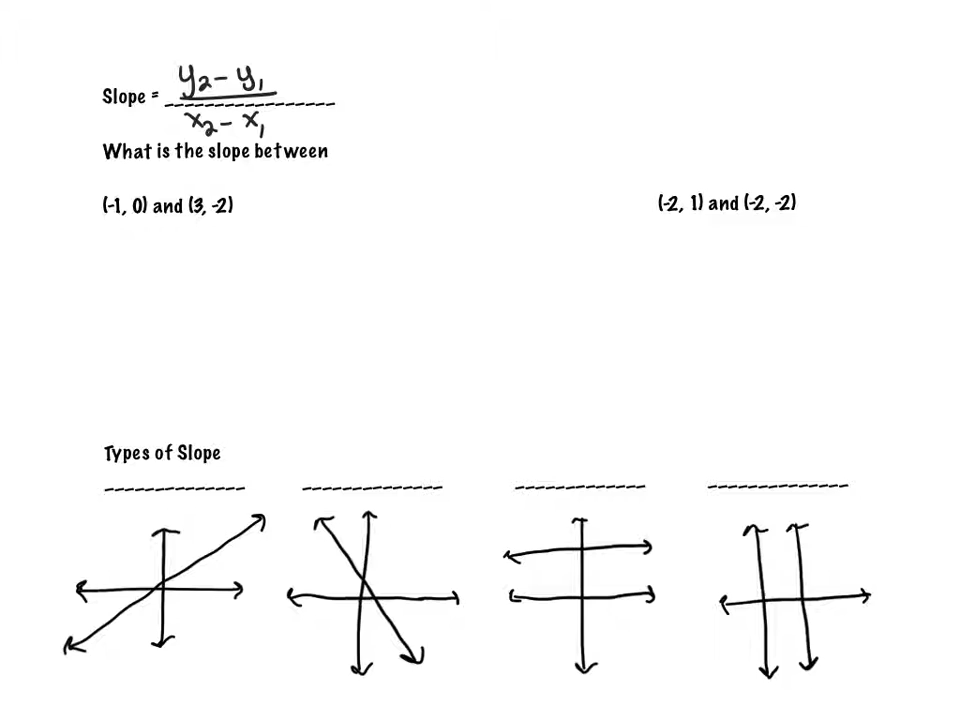 y₂ - y₁
Slope = _____________
x₂ - x₁
What is the slope between
(-1, 0) and (3, -2)
(-2, 1) and (-2, -2)
Types of Slope